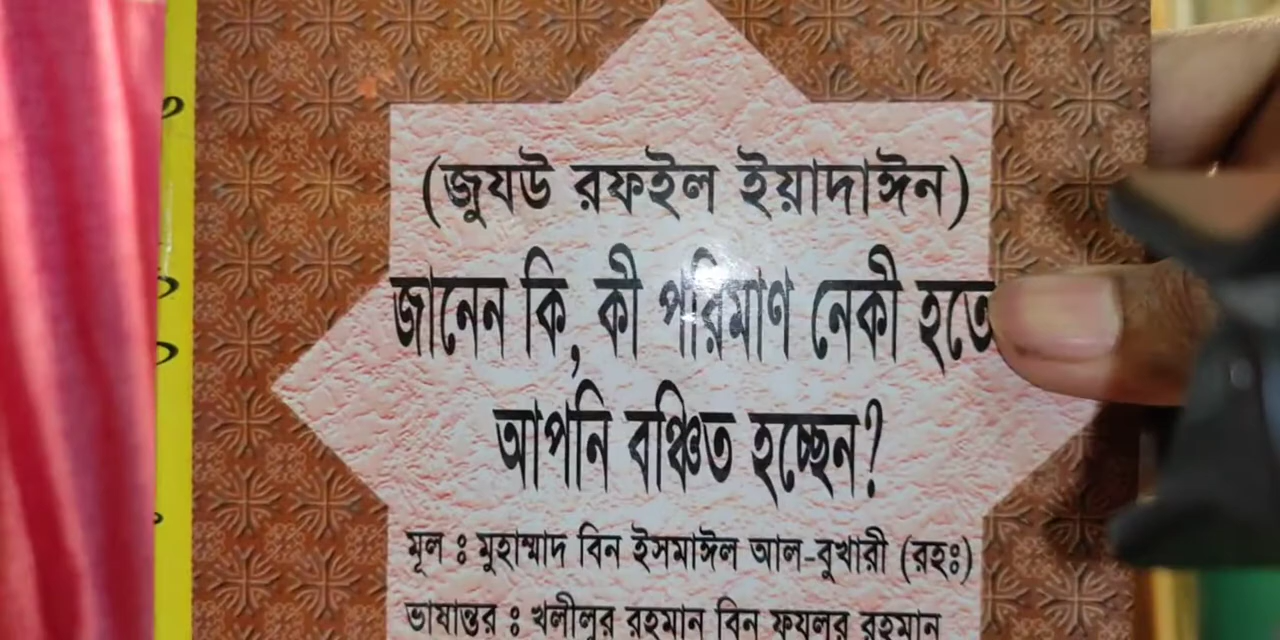 (জুযউ রফইল ইয়াদাঈন)
জানেন কি, কী পরিমাণ নেকী হতে
আপনি বঞ্চিত হচ্ছেন?
মূল ঃ মুহাম্মাদ বিন ইসমাঈল আল-বুখারী (রহঃ)
ভাষান্তর ঃ খলীলুর রহমান বিন ফযলুর রহমান